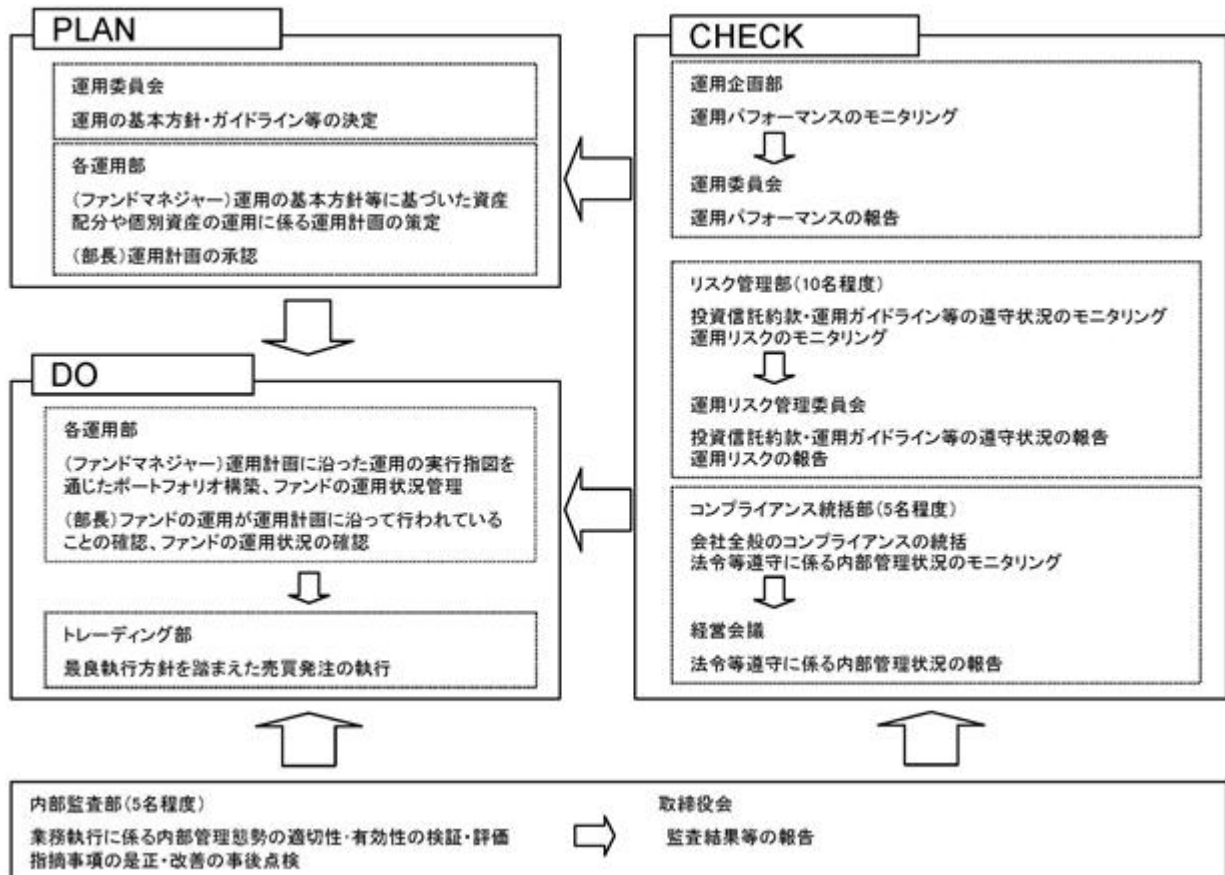 PLAN
運用委員会
運用の基本方針・ガイドライン等の決定
各運用部
(ファンドマネジャー)運用の基本方針等に基づいた資産
配分や個別資産の運用に係る運用計画の策定
(部長)運用計画の承認
DO
各運用部
(ファンドマネジャー)運用計画に沿った運用の実行指図を
通じたポートフォリオ構築、ファンドの運用状況管理
(部長)ファンドの運用が運用計画に沿って行われている
ことの確認、ファンドの運用状況の確認
トレーディング部
最良執行方針を踏まえた売買発注の執行
CHECK
運用企画部
運用パフォーマンスのモニタリング
運用委員会
運用パフォーマンスの報告
リスク管理部(10名程度)
投資信託約款・運用ガイドライン等の遵守状況のモニタリング
運用リスクのモニタリング
運用リスク管理委員会
投資信託約款・運用ガイドライン等の遵守状況の報告
運用リスクの報告
コンプライアンス統括部(5名程度)
会社全般のコンプライアンスの統括
法令等遵守に係る内部管理状況のモニタリング
経営会議
法令等遵守に係る内部管理状況の報告
内部監査部(5名程度)
業務執行に係る内部管理態勢の適切性・有効性の検証・評価
指摘事項の是正・改善の事後点検
取締役会
監査結果等の報告